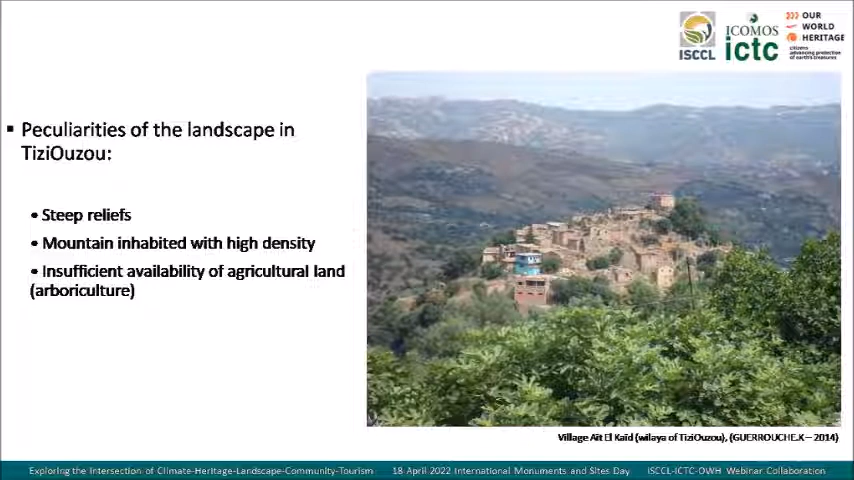 ISCCL
ICOMOS
ictc
OUR
WORLD
HERITAGE
citizens
advancing protection
of earth's treasures
▪ Peculiarities of the landscape in
TiziOuzou:
• Steep reliefs
• Mountain inhabited with high density
• Insufficient availability of agricultural land
(arboriculture)
Village Aït El Kaïd (wilaya of TiziOuzou), (GUERROUCHE.K – 2014)
Exploring the Intersection of Climate-Heritage-Landscape-Community-Tourism 18 April 2022 International Monuments and Sites Day ISCCL-ICTC-OWH Webinar Collaboration